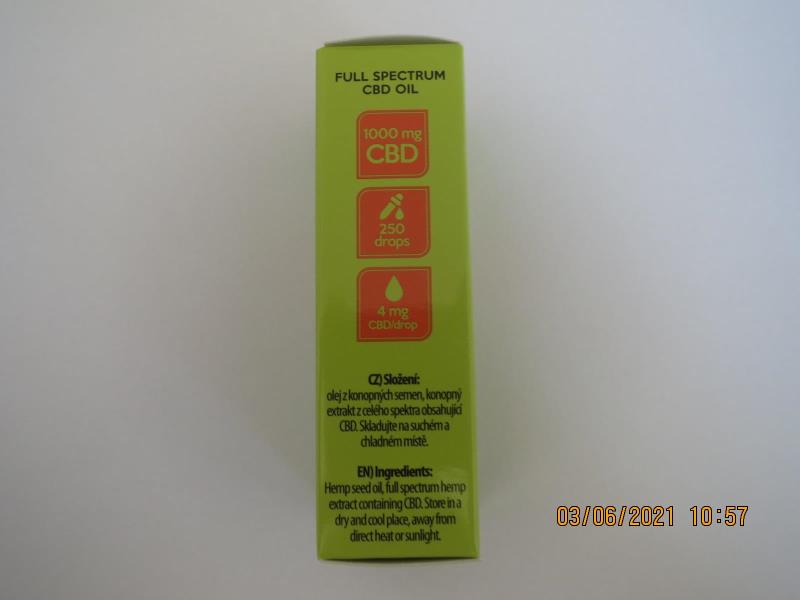 FULL SPECTRUM
CBD OIL
1000 mg
CBD
250
drops
4 mg
CBD/drop
CZ) Složení:
olej z konopných semen, konopný
extrakt z celého spektra obsahující
CBD. Skladujte na suchém a
chladném místě.
EN) Ingredients:
Hemp seed oil, full spectrum hemp
extract containing CBD. Store in a
dry and cool place, away from
direct heat or sunlight.
03/06/2021 10:57